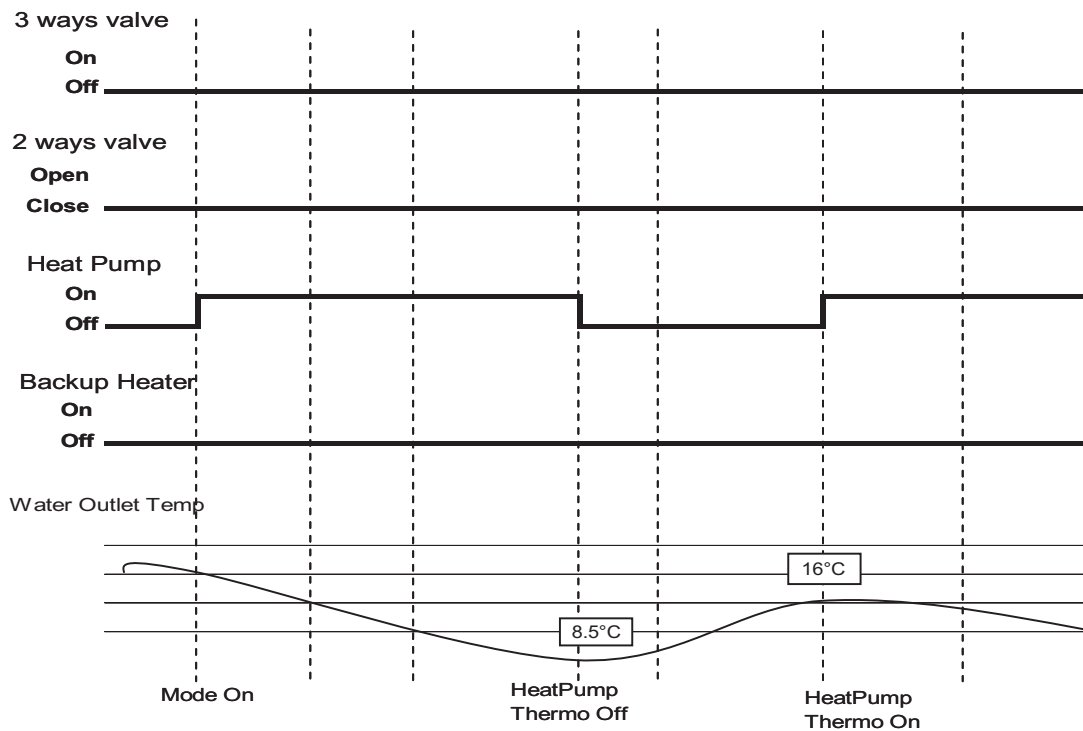 3 ways valve
On
Off
2 ways valve
Open
Close
Heat Pump
On
Off
Backup Heater
On
Off
Water Outlet Temp
16°C
8.5°C
Mode On
HeatPump
Thermo Off
HeatPump
Thermo On